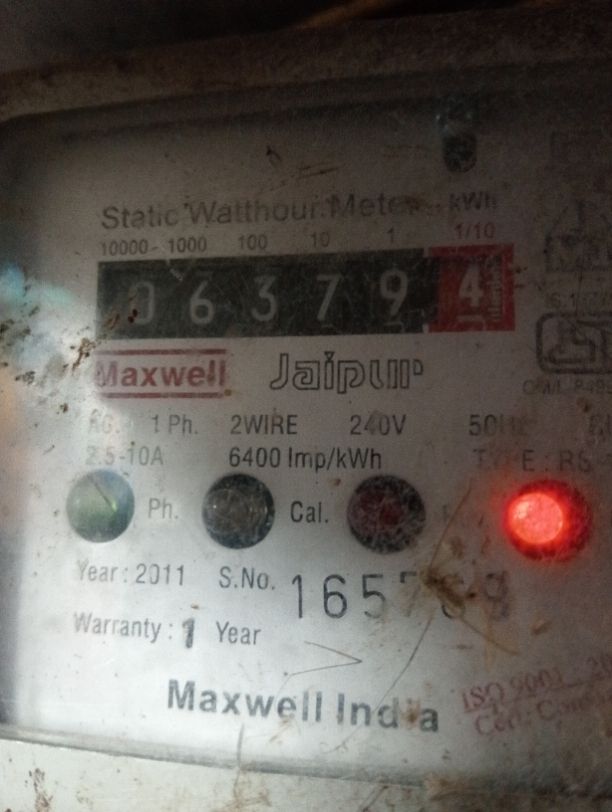 Static Watthour Meter kWh
10000 1000 100 10 1 1/10
0 6 3 7 9 4
Maxwell Jaipur
1 Ph. 2WIRE 240V
2.5-10A 6400 Imp/kWh
Ph. Cal.
Year : 2011 S.No.
Warranty : 1 Year
Maxwell India
ISO 9001